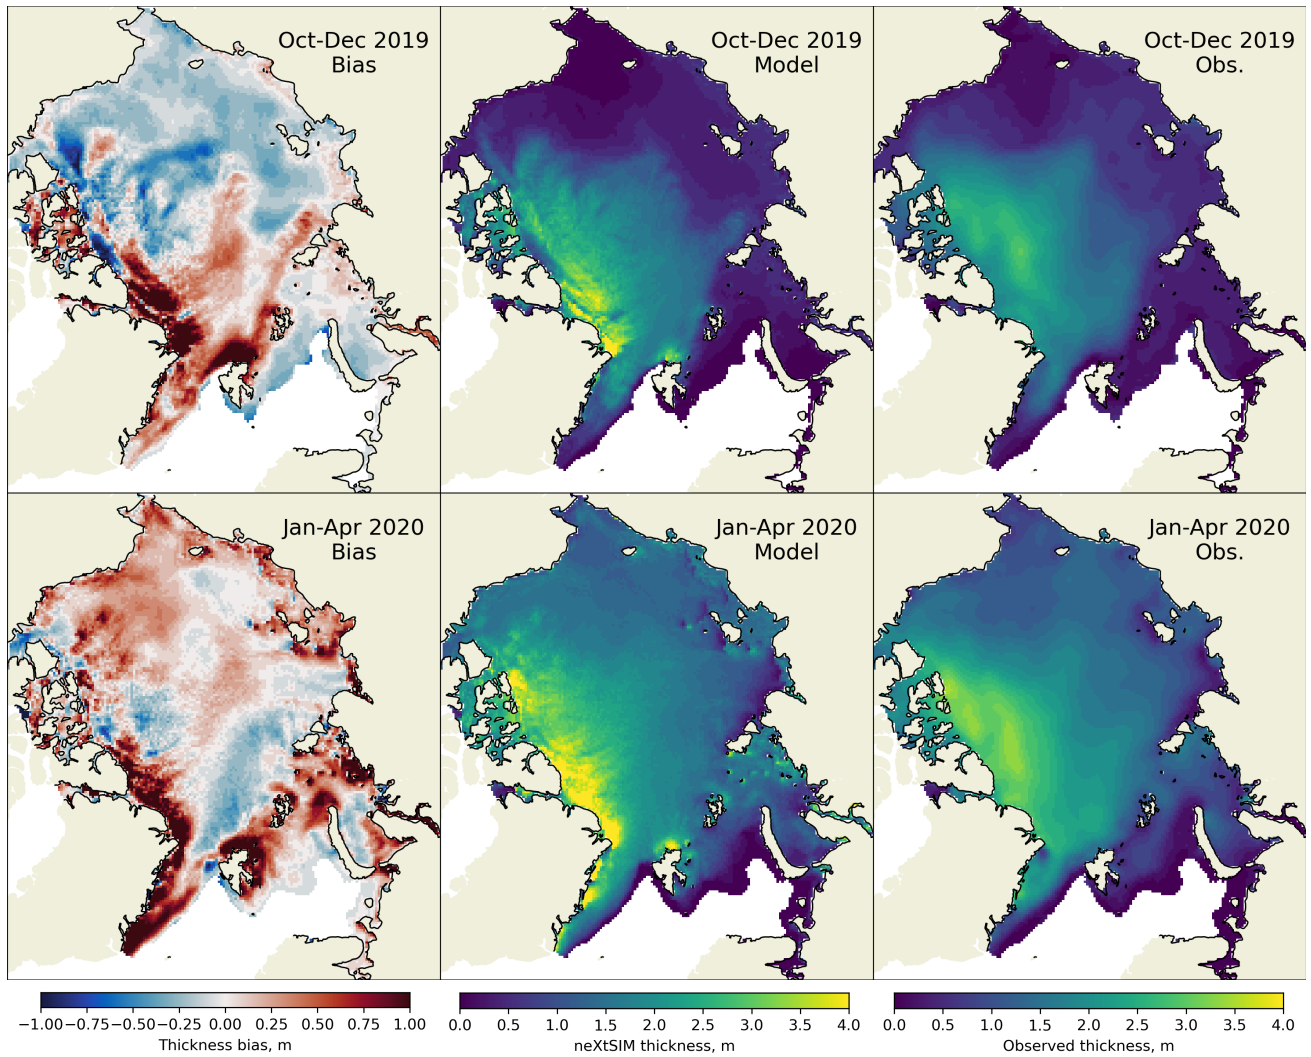 Oct-Dec 2019
Bias
Oct-Dec 2019
Model
Oct-Dec 2019
Obs.
Jan-Apr 2020
Bias
Jan-Apr 2020
Model
Jan-Apr 2020
Obs.
−1.00 −0.75 −0.50 −0.25 0.00 0.25 0.50 0.75 1.00
Thickness bias, m
0.0 0.5 1.0 1.5 2.0 2.5 3.0 3.5 4.0
neXtSIM thickness, m
0.0 0.5 1.0 1.5 2.0 2.5 3.0 3.5 4.0
Observed thickness, m